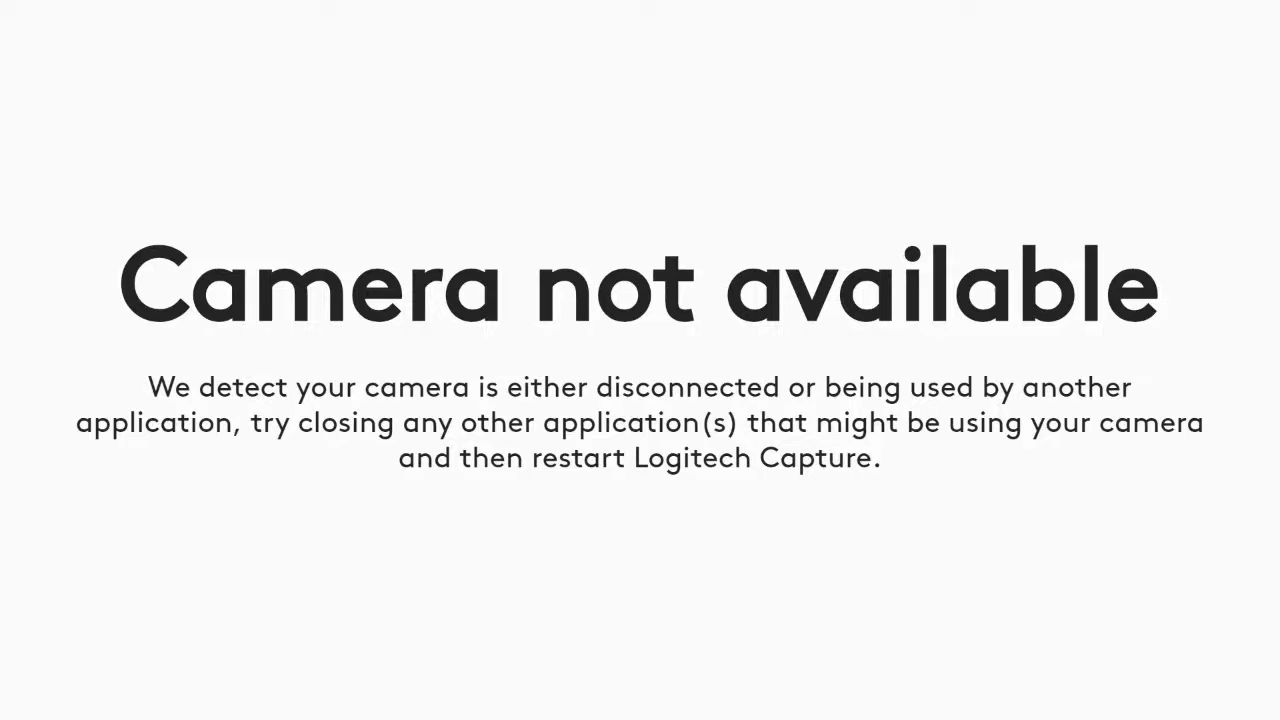 Camera not available
We detect your camera is either disconnected or being used by another
application, try closing any other application(s) that might be using your camera
and then restart Logitech Capture.